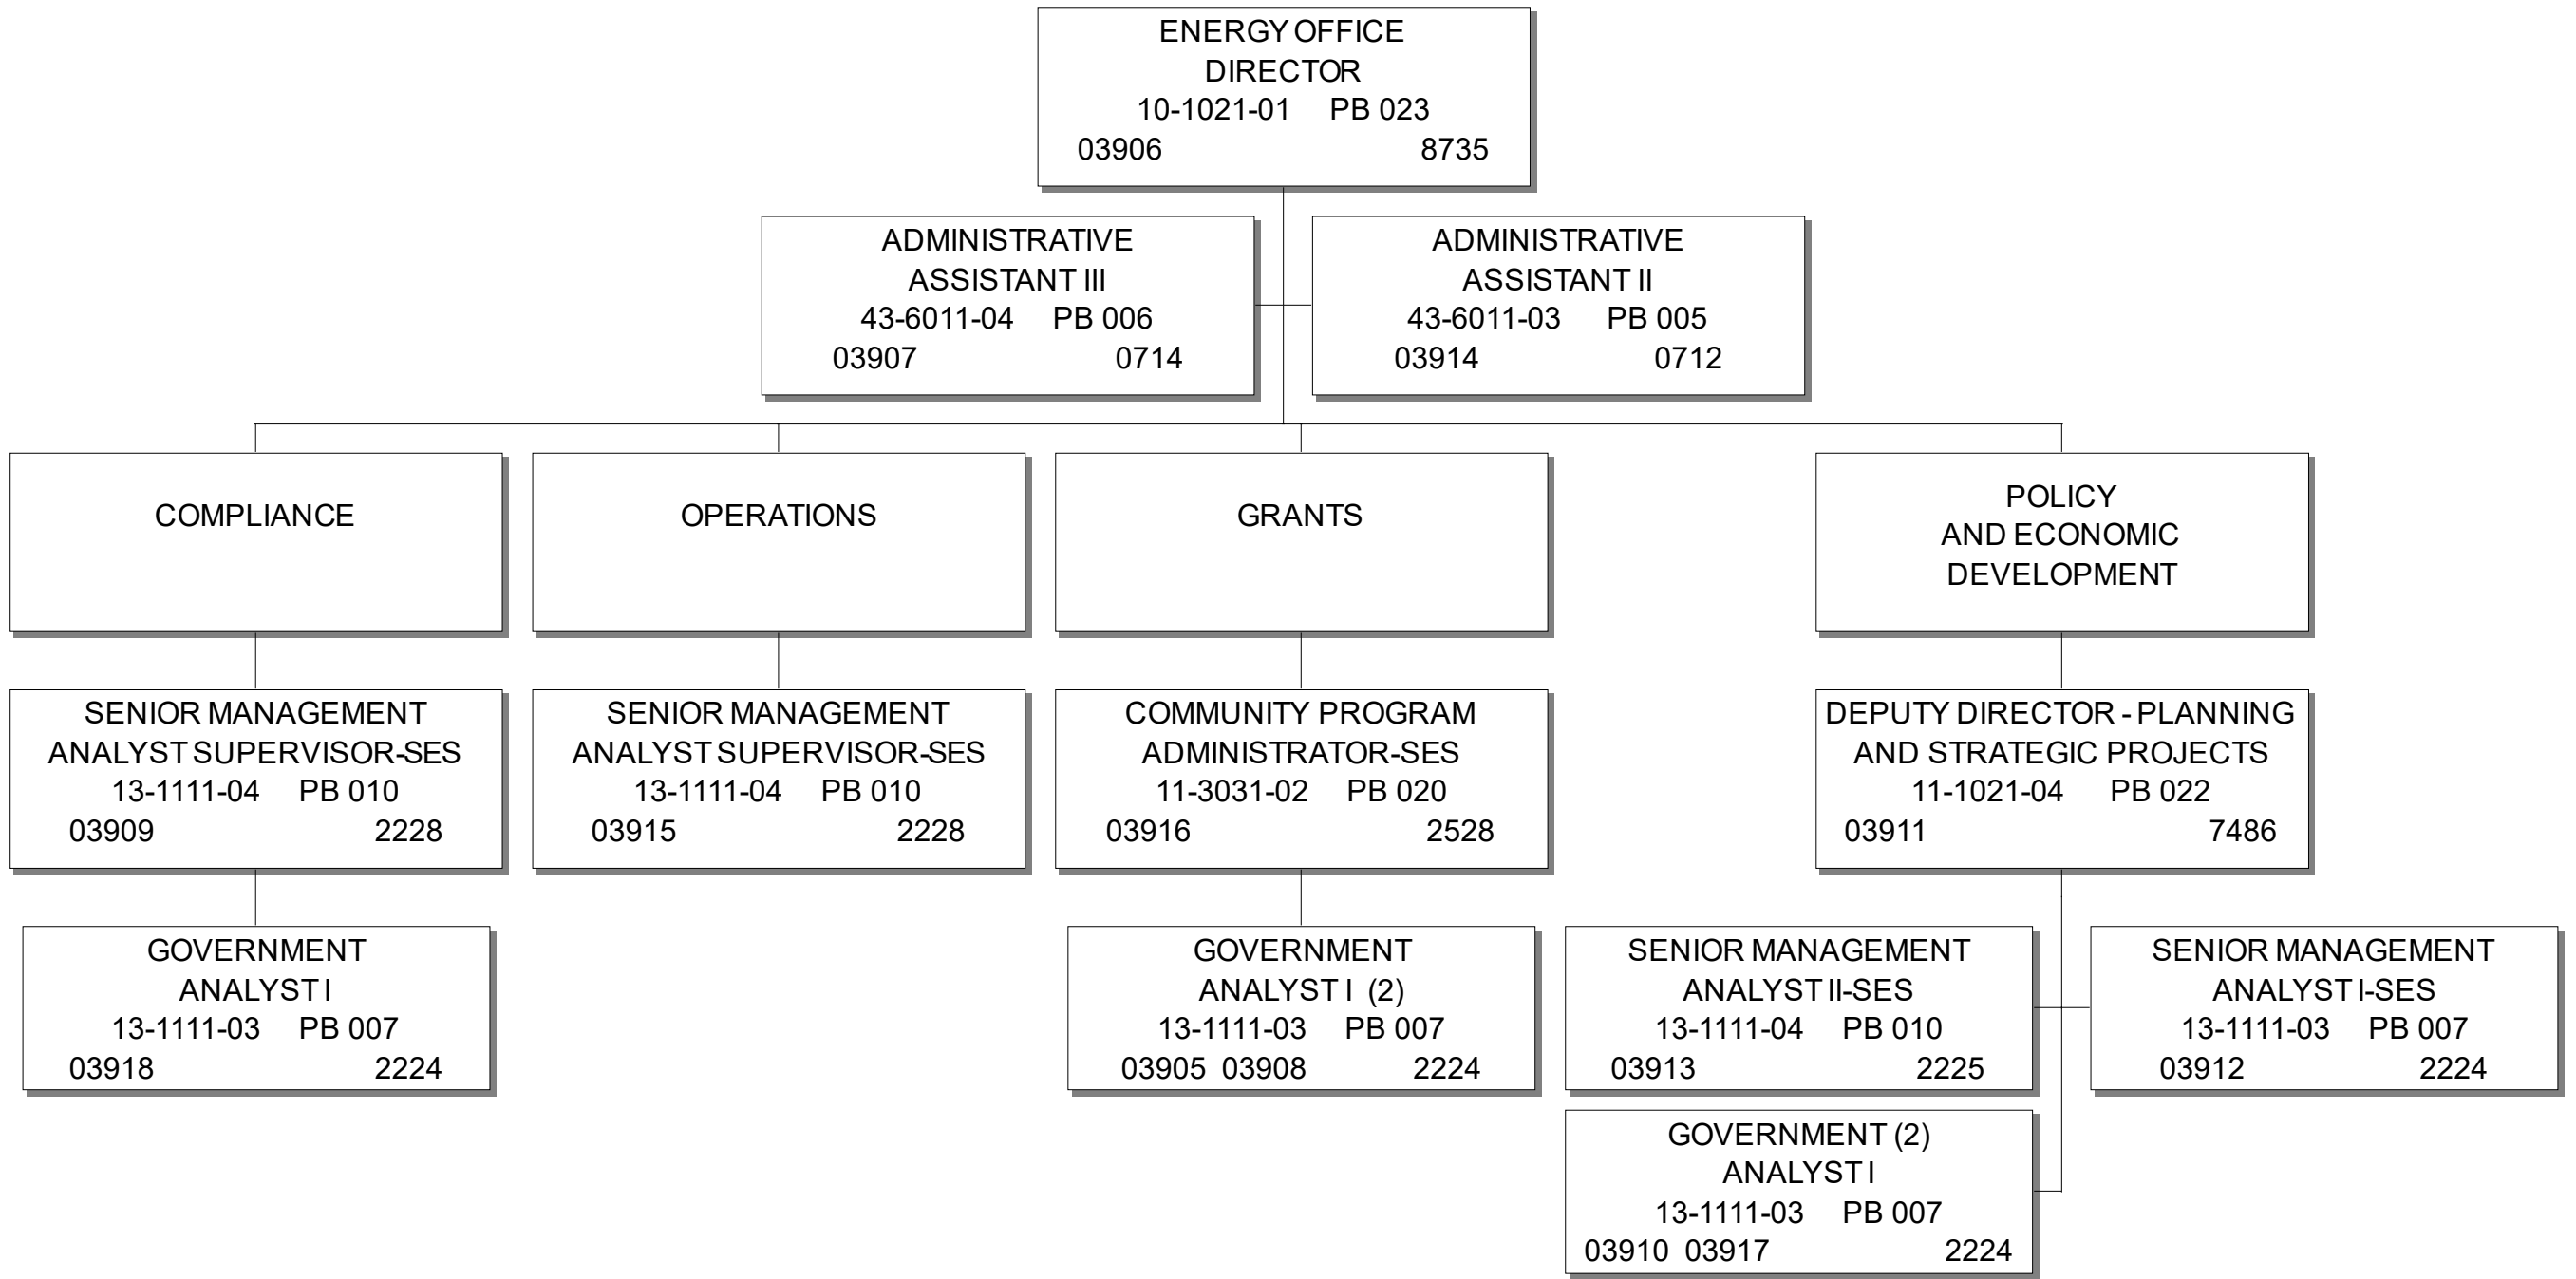 ENERGY OFFICE
DIRECTOR
10-1021-01 PB 023
03906 8735
ADMINISTRATIVE
ASSISTANT III
43-6011-04 PB 006
03907 0714
ADMINISTRATIVE
ASSISTANT II
43-6011-03 PB 005
03914 0712
COMPLIANCE
OPERATIONS
GRANTS
POLICY
AND ECONOMIC
DEVELOPMENT
SENIOR MANAGEMENT
ANALYST SUPERVISOR-SES
13-1111-04 PB 010
03909 2228
SENIOR MANAGEMENT
ANALYST SUPERVISOR-SES
13-1111-04 PB 010
03915 2228
COMMUNITY PROGRAM
ADMINISTRATOR-SES
11-3031-02 PB 020
03916 2528
DEPUTY DIRECTOR - PLANNING
AND STRATEGIC PROJECTS
11-1021-04 PB 022
03911 7486
GOVERNMENT
ANALYST I
13-1111-03 PB 007
03918 2224
GOVERNMENT
ANALYST I (2)
13-1111-03 PB 007
03905 03908 2224
SENIOR MANAGEMENT
ANALYST II-SES
13-1111-04 PB 010
03913 2225
SENIOR MANAGEMENT
ANALYST I-SES
13-1111-03 PB 007
03912 2224
GOVERNMENT (2)
ANALYST I
13-1111-03 PB 007
03910 03917 2224